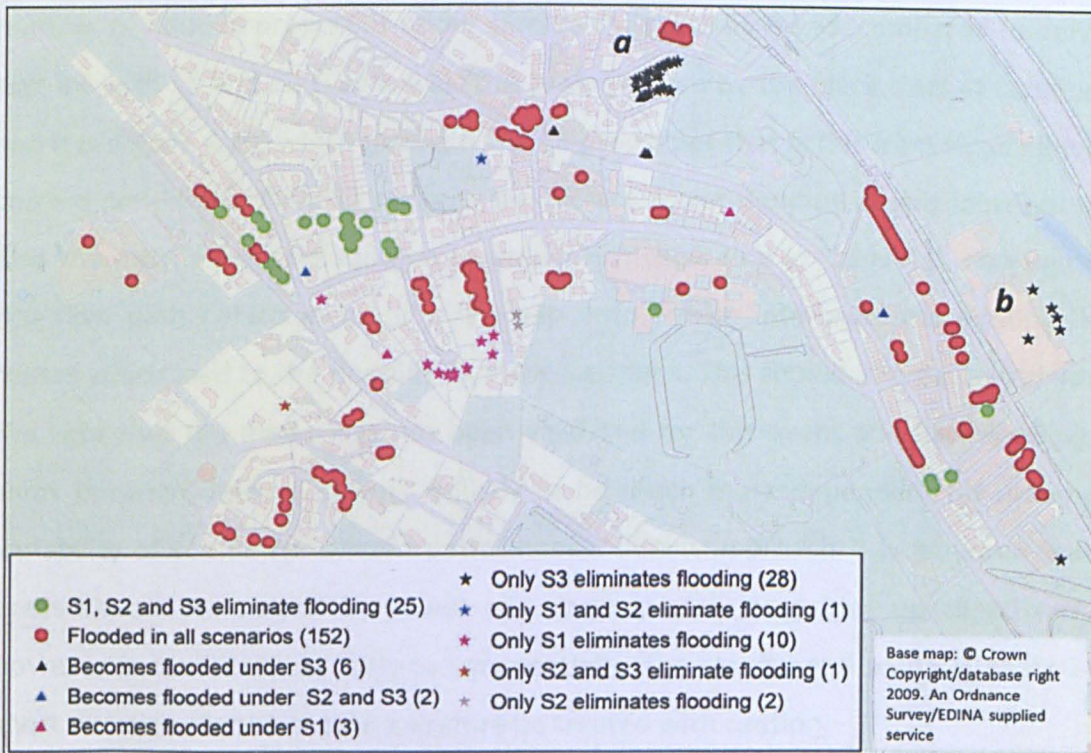 a
b
S1, S2 and S3 eliminate flooding (25)
Flooded in all scenarios (152)
Becomes flooded under S3 (6 )
Becomes flooded under S2 and S3 (2)
Becomes flooded under S1 (3)
Only S3 eliminates flooding (28)
Only S1 and S2 eliminate flooding (1)
Only S1 eliminates flooding (10)
Only S2 and S3 eliminate flooding (1)
Only S2 eliminates flooding (2)
Base map: © Crown
Copyright/database right
2009. An Ordnance
Survey/EDINA supplied
service